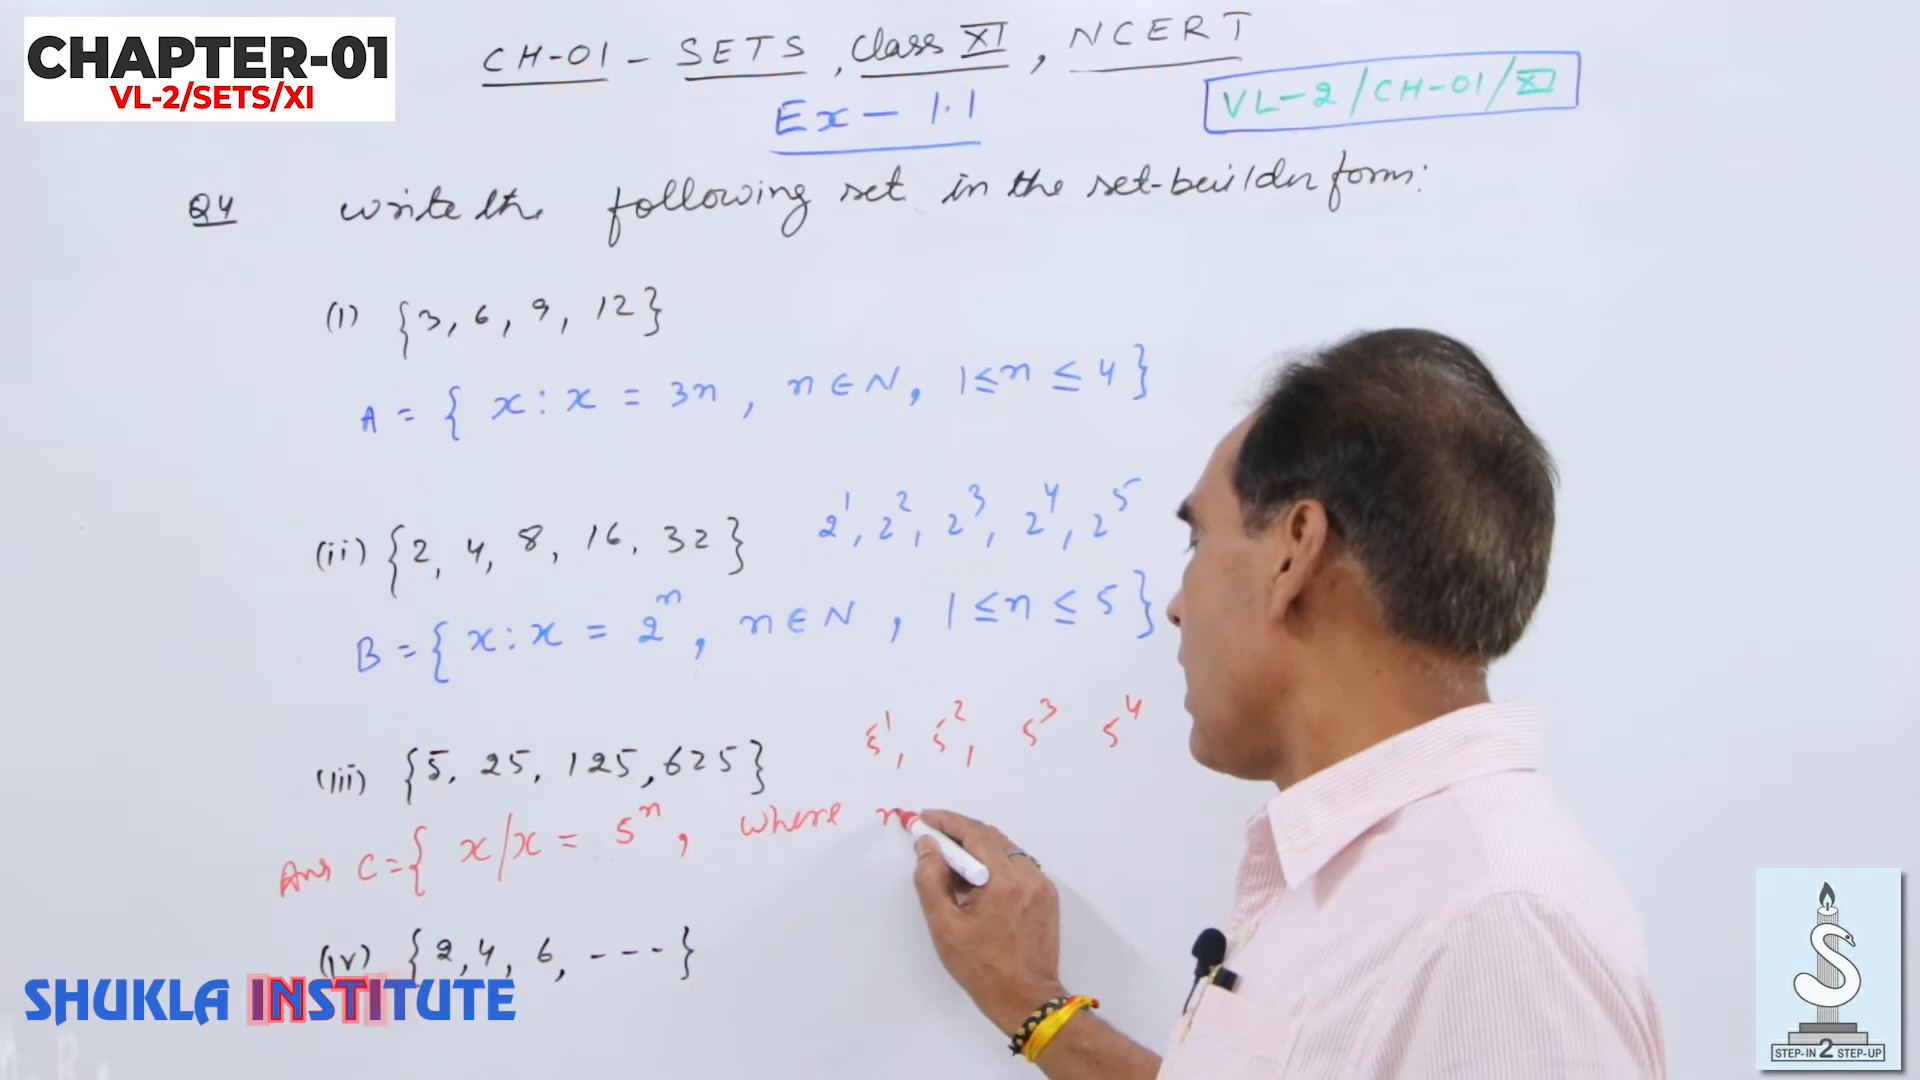 CHAPTER-01
VL-2/SETS/XI
CH-01 - SETS, Class XI, NCERT
Ex - 1.1
VL-2/CH-01/XI
Q4 write the following set in the set-builder form:
(i) {3, 6, 9, 12}
A = { x : x = 3n, n ∈ N, 1 ≤ n ≤ 4 }
(ii) {2, 4, 8, 16, 32} 2¹, 2², 2³, 2⁴, 2⁵
B = { x : x = 2ⁿ, n ∈ N, 1 ≤ n ≤ 5 }
(iii) {5, 25, 125, 625} 5¹, 5², 5³ 5⁴
Ans C = { x / x = 5ⁿ, where n
(iv) {2, 4, 6, ---- }
SHUKLA INSTITUTE
S
STEP-IN 2 STEP-UP